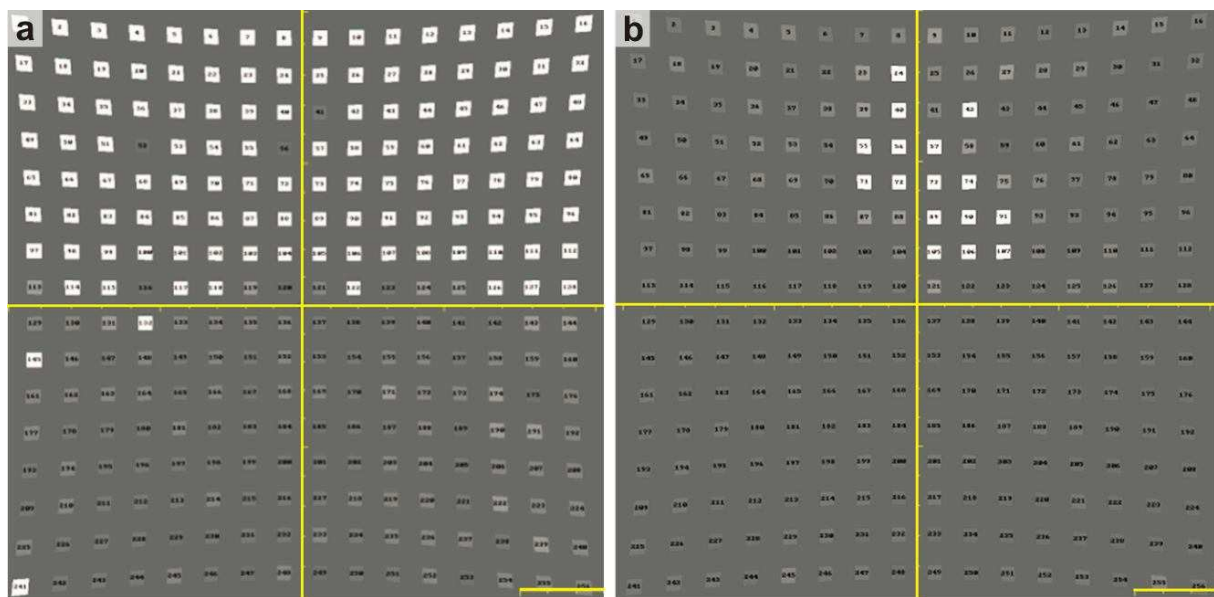 a
2 3 4 5 6 7 8 9 10 11 12 13 14 15 16
17 18 19 20 21 22 23 24 25 26 27 28 29 30 31 32
33 34 35 36 37 38 39 40 41 42 43 44 45 46 47 48
49 50 51 52 53 54 55 56 57 58 59 60 61 62 63 64
65 66 67 68 69 70 71 72 73 74 75 76 77 78 79 80
81 82 83 84 85 86 87 88 89 90 91 92 93 94 95 96
97 98 99 100 101 102 103 104 105 106 107 108 109 110 111 112
113 114 115 116 117 118 119 120 121 122 123 124 125 126 127 128
129 130 131 132 133 134 135 136 137 138 139 140 141 142 143 144
145 146 147 148 149 150 151 152 153 154 155 156 157 158 159 160
161 162 163 164 165 166 167 168 169 170 171 172 173 174 175 176
177 178 179 180 181 182 183 184 185 186 187 188 189 190 191 192
193 194 195 196 197 198 199 200 201 202 203 204 205 206 207 208
209 210 211 212 213 214 215 216 217 218 219 220 221 222 223 224
225 226 227 228 229 230 231 232 233 234 235 236 237 238 239 240
241 242 243 244 245 246 247 248 249 250 251 252 253 254 255 256
b
2 3 4 5 6 7 8 9 10 11 12 13 14 15 16
17 18 19 20 21 22 23 24 25 26 27 28 29 30 31 32
33 34 35 36 37 38 39 40 41 42 43 44 45 46 47 48
49 50 51 52 53 54 55 56 57 58 59 60 61 62 63 64
65 66 67 68 69 70 71 72 73 74 75 76 77 78 79 80
81 82 83 84 85 86 87 88 89 90 91 92 93 94 95 96
97 98 99 100 101 102 103 104 105 106 107 108 109 110 111 112
113 114 115 116 117 118 119 120 121 122 123 124 125 126 127 128
129 130 131 132 133 134 135 136 137 138 139 140 141 142 143 144
145 146 147 148 149 150 151 152 153 154 155 156 157 158 159 160
161 162 163 164 165 166 167 168 169 170 171 172 173 174 175 176
177 178 179 180 181 182 183 184 185 186 187 188 189 190 191 192
193 194 195 196 197 198 199 200 201 202 203 204 205 206 207 208
209 210 211 212 213 214 215 216 217 218 219 220 221 222 223 224
225 226 227 228 229 230 231 232 233 234 235 236 237 238 239 240
241 242 243 244 245 246 247 248 249 250 251 252 253 254 255 256